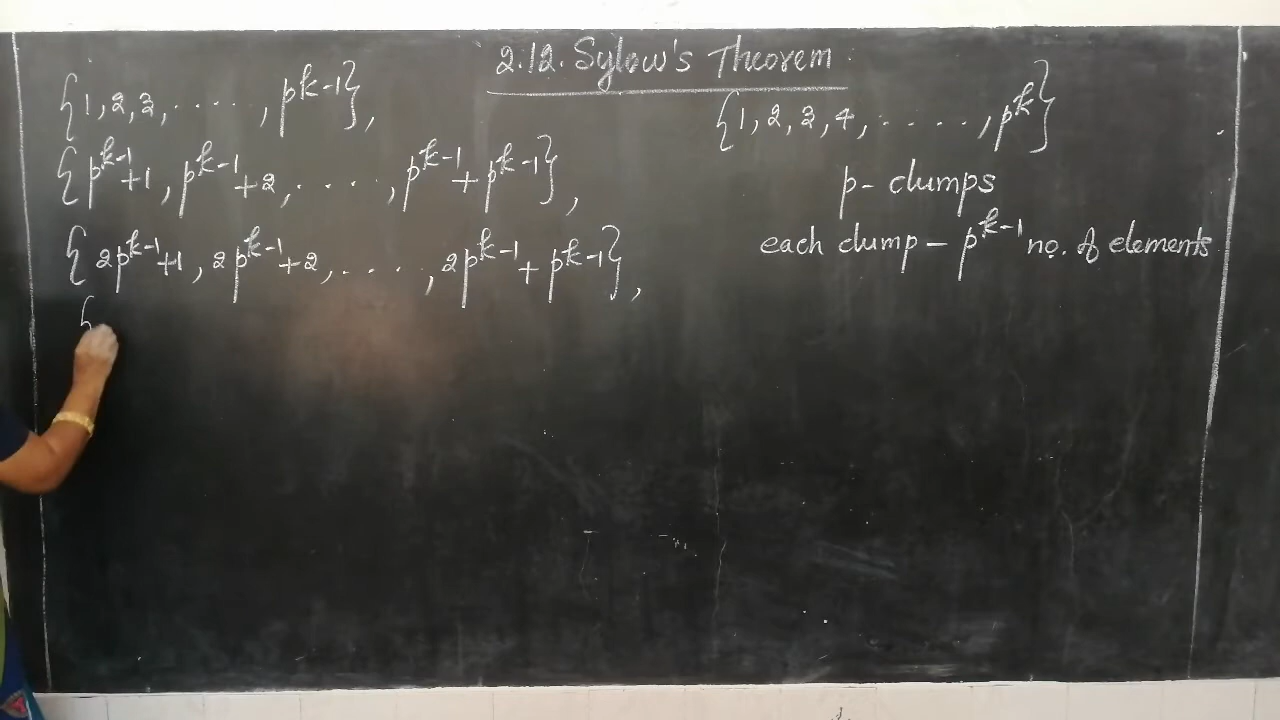 2.12. Sylow's Theorem
{1, 2, 3, ....., p^{k-1}},
{p^{k-1}+1, p^{k-1}+2, ....., p^{k-1}+p^{k-1}},
{2p^{k-1}+1, 2p^{k-1}+2, ....., 2p^{k-1}+p^{k-1}},
{
{1, 2, 3, 4, ....., p^k}
p- clumps
each clump - p^{k-1} no. of elements